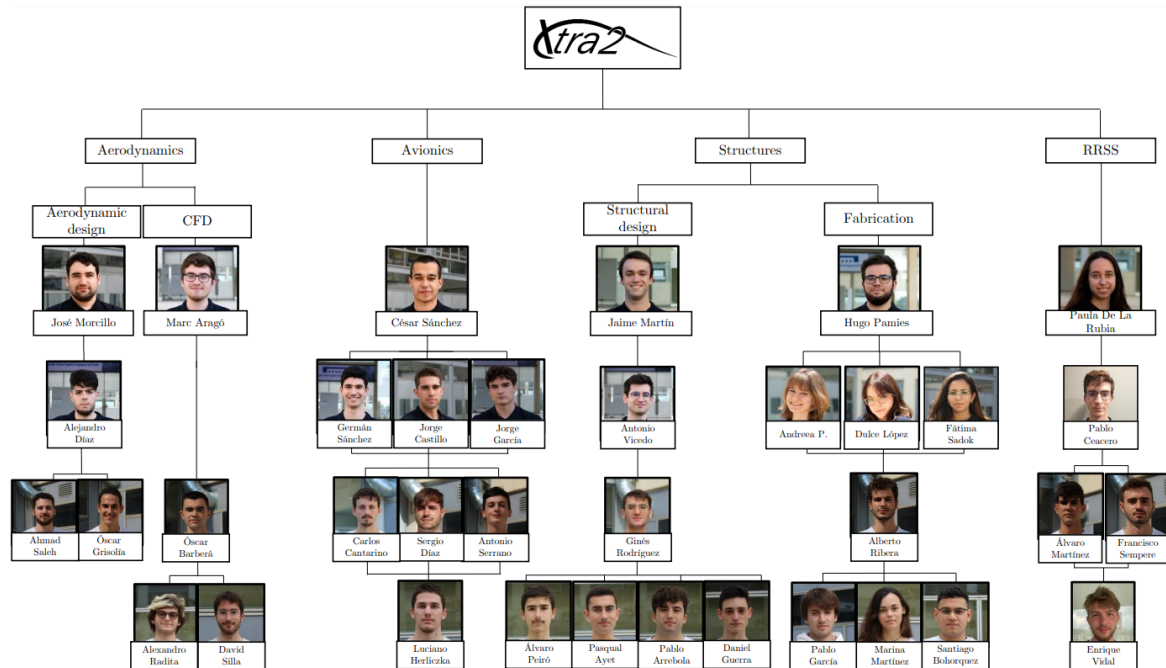 Xtra2
Aerodynamics
Avionics
Structures
RRSS
Aerodynamic
design
CFD
Structural
design
Fabrication
José Morcillo
Marc Aragó
César Sánchez
Jaime Martín
Hugo Pamies
Paula De La
Rubia
Alejandro
Díaz
Germán
Sánchez
Jorge
Castillo
Jorge
García
Antonio
Vicedo
Andreea P.
Dulce López
Fátima
Sadok
Pablo
Ceacero
Ahmad
Saleh
Óscar
Grisolía
Óscar
Barberá
Carlos
Cantarino
Sergio
Díaz
Antonio
Serrano
Ginés
Rodríguez
Alberto
Ribera
Álvaro
Martínez
Francisco
Sempere
Alexandro
Radita
David
Silla
Luciano
Herliczka
Álvaro
Peiró
Pasqual
Ayet
Pablo
Arrebola
Daniel
Guerra
Pablo
García
Marina
Martínez
Santiago
Bohorquez
Enrique
Vidal